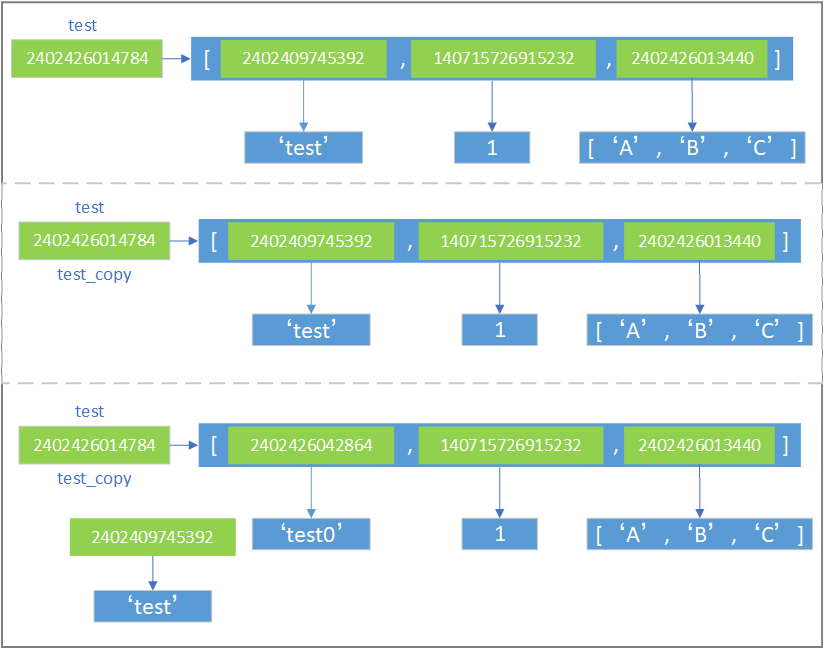 test
2402426014784 [ 2402409745392 , 140715726915232 , 2402426013440 ]
‘test’ 1 [ ‘A’ , ‘B’ , ‘C’ ]
test
2402426014784 [ 2402409745392 , 140715726915232 , 2402426013440 ]
test_copy
‘test’ 1 [ ‘A’ , ‘B’ , ‘C’ ]
test
2402426014784 [ 2402426042864 , 140715726915232 , 2402426013440 ]
test_copy
2402409745392 ‘test0’ 1 [ ‘A’ , ‘B’ , ‘C’ ]
‘test’